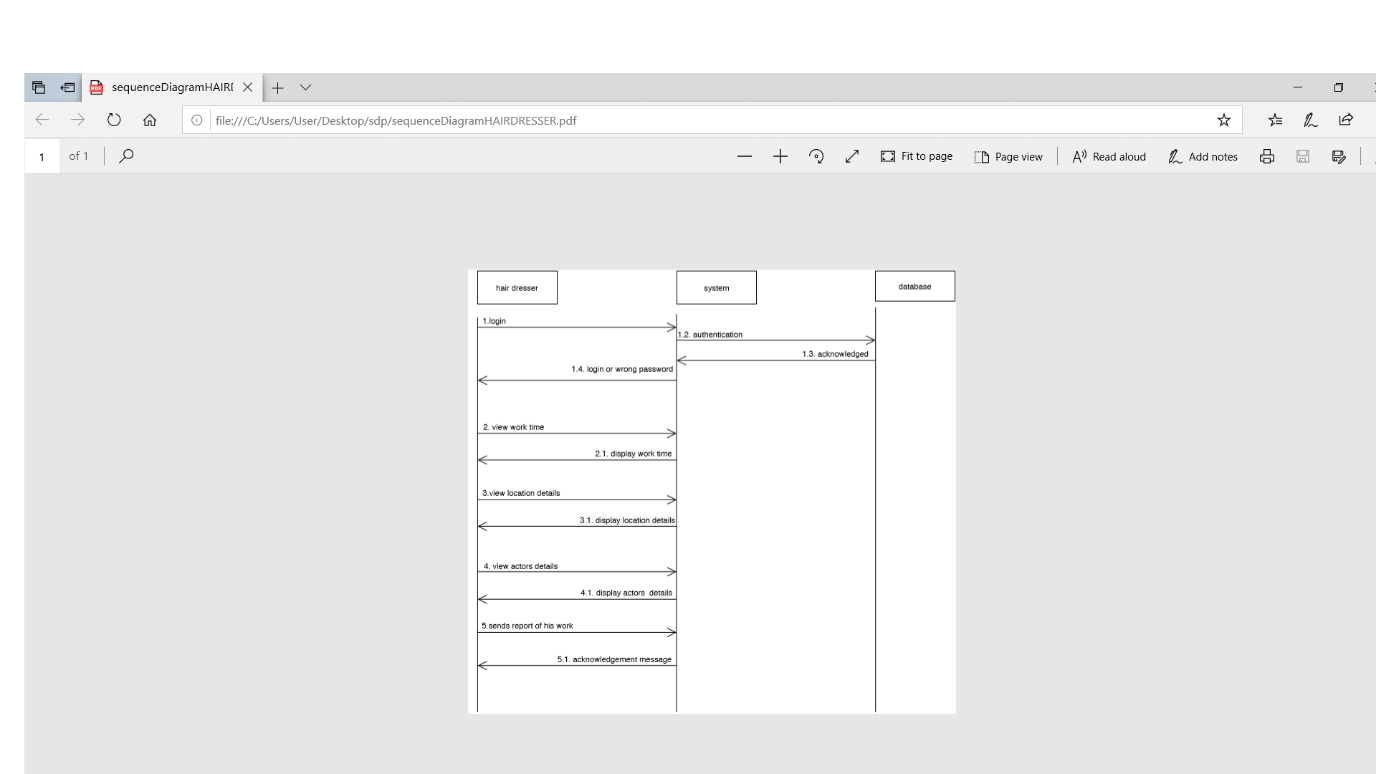 sequenceDiagramHAIRI
file:///C:/Users/User/Desktop/sdp/sequenceDiagramHAIRDRESSER.pdf
1 of 1
Fit to page
Page view
Read aloud
Add notes
hair dresser
system
database
1.login
1.2. authentication
1.3. acknowledged
1.4. login or wrong password
2. view work time
2.1. display work time
3.view location details
3.1. display location details
4. view actors details
4.1. display actors details
5.sends report of his work
5.1. acknowledgement message